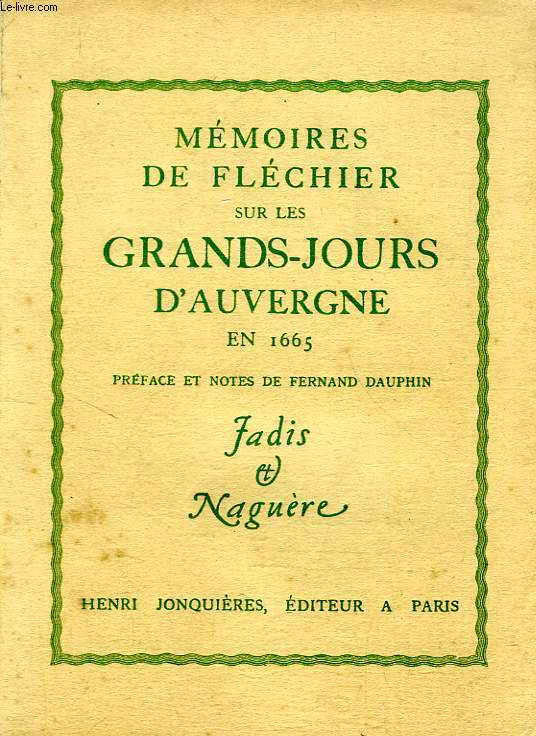 Le-livre.com
MÉMOIRES
DE FLÉCHIER
SUR LES
GRANDS-JOURS
D'AUVERGNE
EN 1665
PRÉFACE ET NOTES DE FERNAND DAUPHIN
Jadis
et
Naguère
HENRI JONQUIÈRES, ÉDITEUR A PARIS